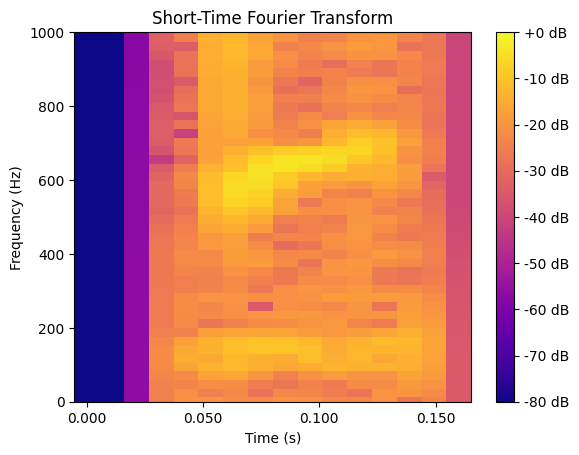 Short-Time Fourier Transform
1000
800
600
400
200
0
Frequency (Hz)
0.000
0.050
0.100
0.150
Time (s)
+0 dB
-10 dB
-20 dB
-30 dB
-40 dB
-50 dB
-60 dB
-70 dB
-80 dB